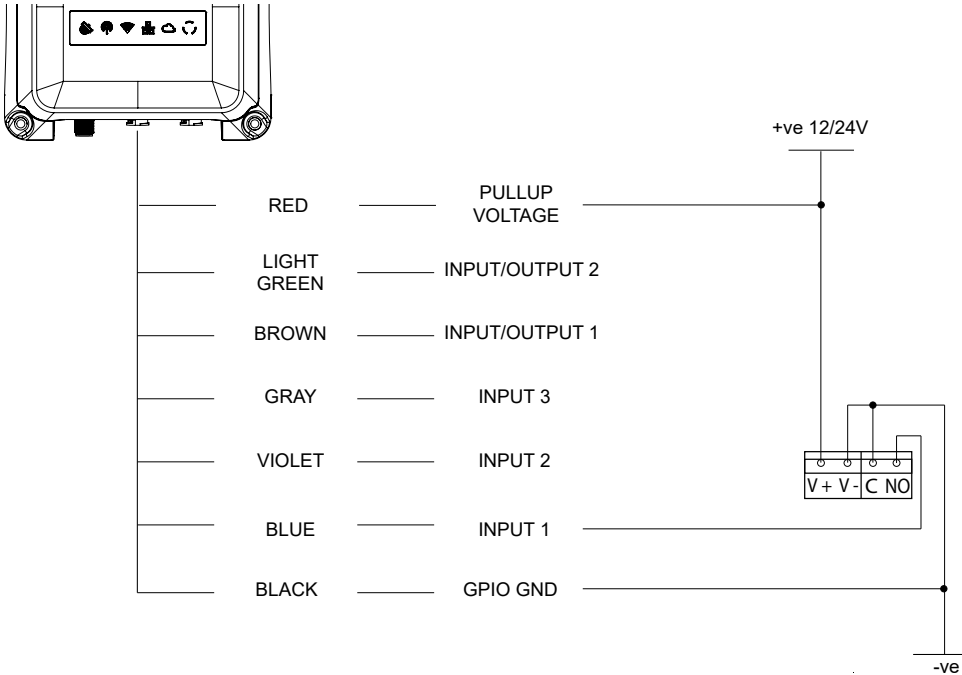 +ve 12/24V
RED
PULLUP
VOLTAGE
LIGHT
GREEN
INPUT/OUTPUT 2
BROWN
INPUT/OUTPUT 1
GRAY
INPUT 3
VIOLET
INPUT 2
V + V - C NO
BLUE
INPUT 1
BLACK
GPIO GND
-ve